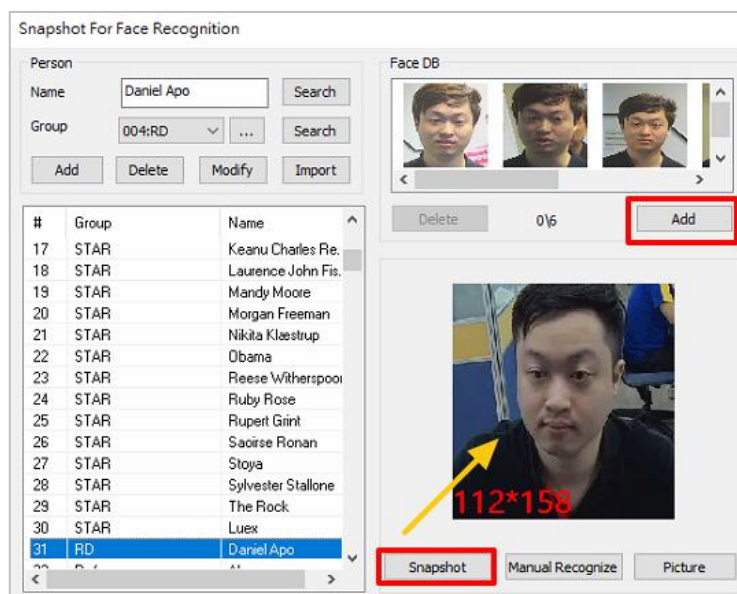 Snapshot For Face Recognition
Person
Name
Daniel Apo
Search
Group
004:RD
...
Search
Add
Delete
Modify
Import
# Group Name
17 STAR Keanu Charles Re.
18 STAR Laurence John Fis.
19 STAR Mandy Moore
20 STAR Morgan Freeman
21 STAR Nikita Klæstrup
22 STAR Obama
23 STAR Reese Witherspoo
24 STAR Ruby Rose
25 STAR Rupert Grint
26 STAR Saoirse Ronan
27 STAR Stoya
28 STAR Sylvester Stallone
29 STAR The Rock
30 STAR Luex
31 RD Daniel Apo
Face DB
Delete
0\6
Add
112*158
Snapshot
Manual Recognize
Picture